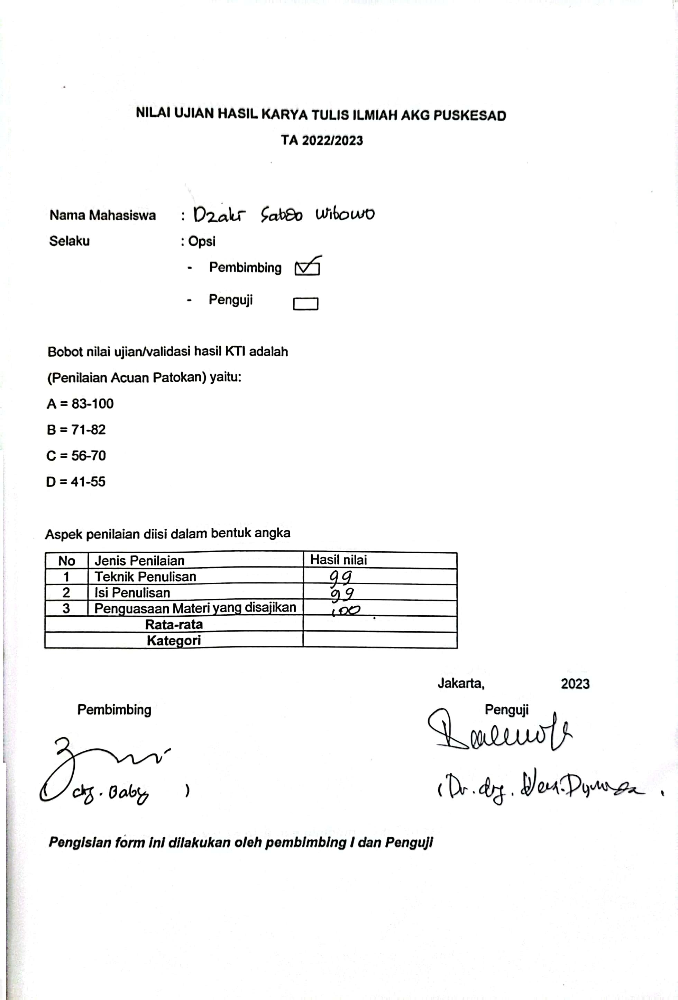 NILAI UJIAN HASIL KARYA TULIS ILMIAH AKG PUSKESAD
TA 2022/2023
Nama Mahasiswa : Dzaki Sabdo Wibowo
Selaku : Opsi
- Pembimbing
- Penguji
Bobot nilai ujian/validasi hasil KTI adalah
(Penilaian Acuan Patokan) yaitu:
A = 83-100
B = 71-82
C = 56-70
D = 41-55
Aspek penilaian diisi dalam bentuk angka
No Jenis Penilaian Hasil nilai
1 Teknik Penulisan 99
2 Isi Penulisan 99
3 Penguasaan Materi yang disajikan 100
Rata-rata
Kategori
Jakarta, 2023
Pembimbing Penguji
( drg. Baby ) ( Dr. drg.
Pengisian form ini dilakukan oleh pembimbing I dan Penguji